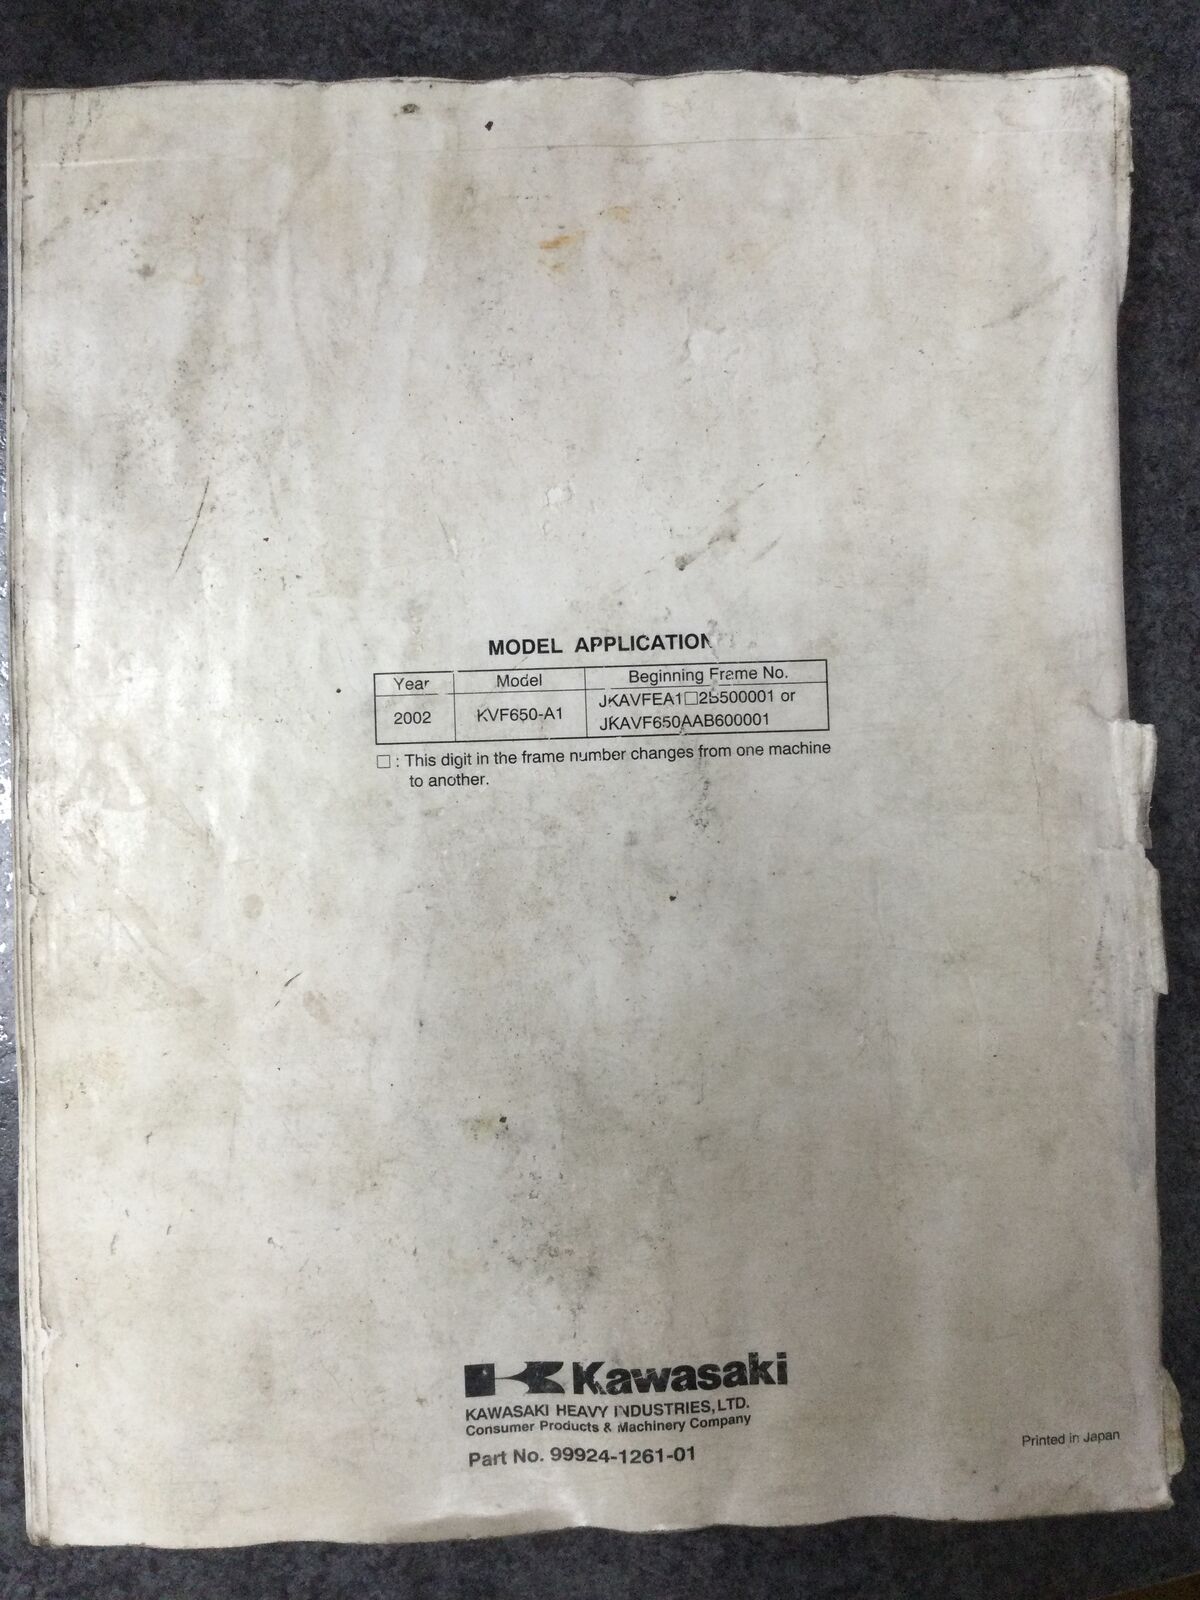 MODEL APPLICATION
Year Model Beginning Frame No.
2002 KVF650-A1 JKAVFEA1□2B500001 or
JKAVF650AAB600001
□ : This digit in the frame number changes from one machine
to another.
Kawasaki
KAWASAKI HEAVY INDUSTRIES,LTD.
Consumer Products & Machinery Company
Part No. 99924-1261-01
Printed in Japan